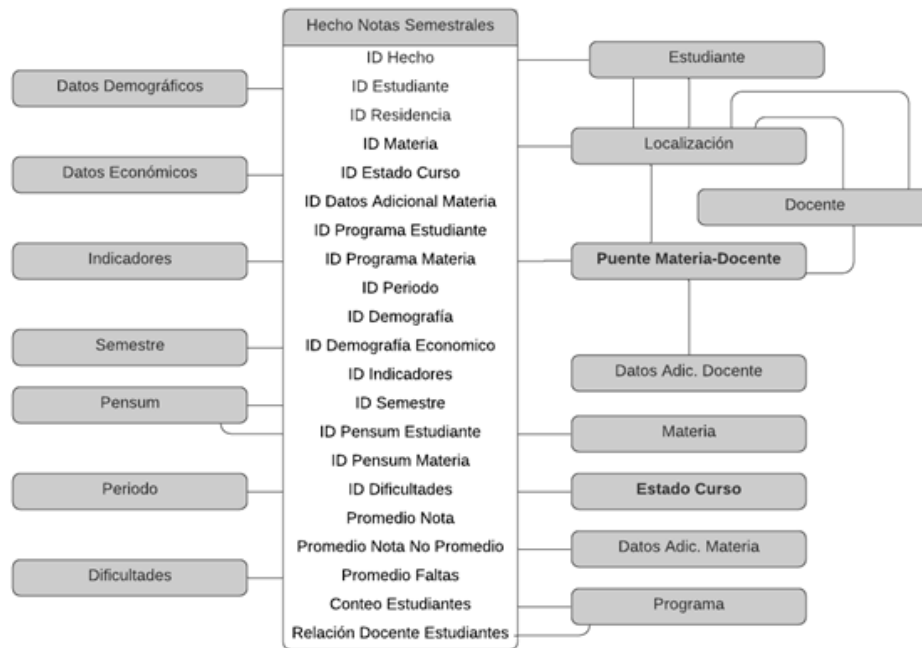 Hecho Notas Semestrales
ID Hecho
ID Estudiante
ID Residencia
ID Materia
ID Estado Curso
ID Datos Adicional Materia
ID Programa Estudiante
ID Programa Materia
ID Periodo
ID Demografía
ID Demografía Economico
ID Indicadores
ID Semestre
ID Pensum Estudiante
ID Pensum Materia
ID Dificultades
Promedio Nota
Promedio Nota No Promedio
Promedio Faltas
Conteo Estudiantes
Relación Docente Estudiantes
Datos Demográficos
Datos Económicos
Indicadores
Semestre
Pensum
Periodo
Dificultades
Estudiante
Localización
Docente
Puente Materia-Docente
Datos Adic. Docente
Materia
Estado Curso
Datos Adic. Materia
Programa